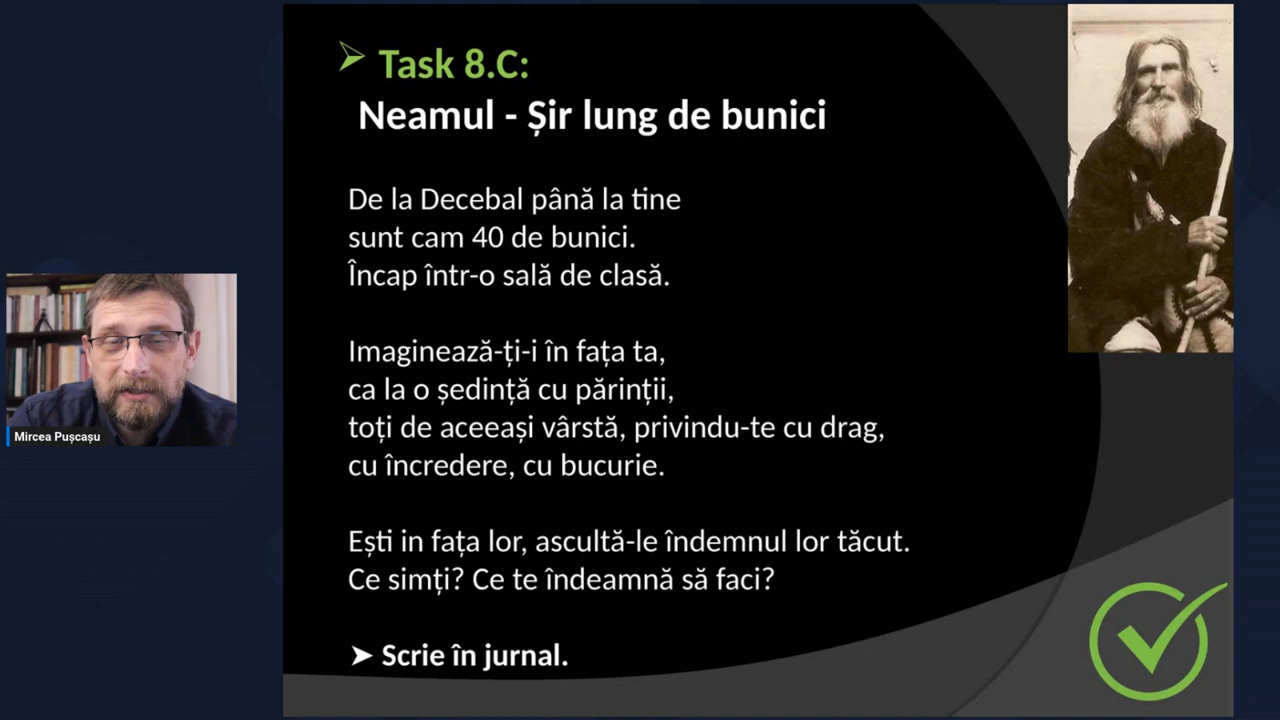 ➤ Task 8.C:
Neamul - Șir lung de bunici
De la Decebal până la tine
sunt cam 40 de bunici.
Încap într-o sală de clasă.
Imaginează-ți-i în fața ta,
ca la o ședință cu părinții,
toți de aceeași vârstă, privindu-te cu drag,
cu încredere, cu bucurie.
Ești in fața lor, ascultă-le îndemnul lor tăcut.
Ce simți? Ce te îndeamnă să faci?
➤ Scrie în jurnal.
Mircea Pușcașu